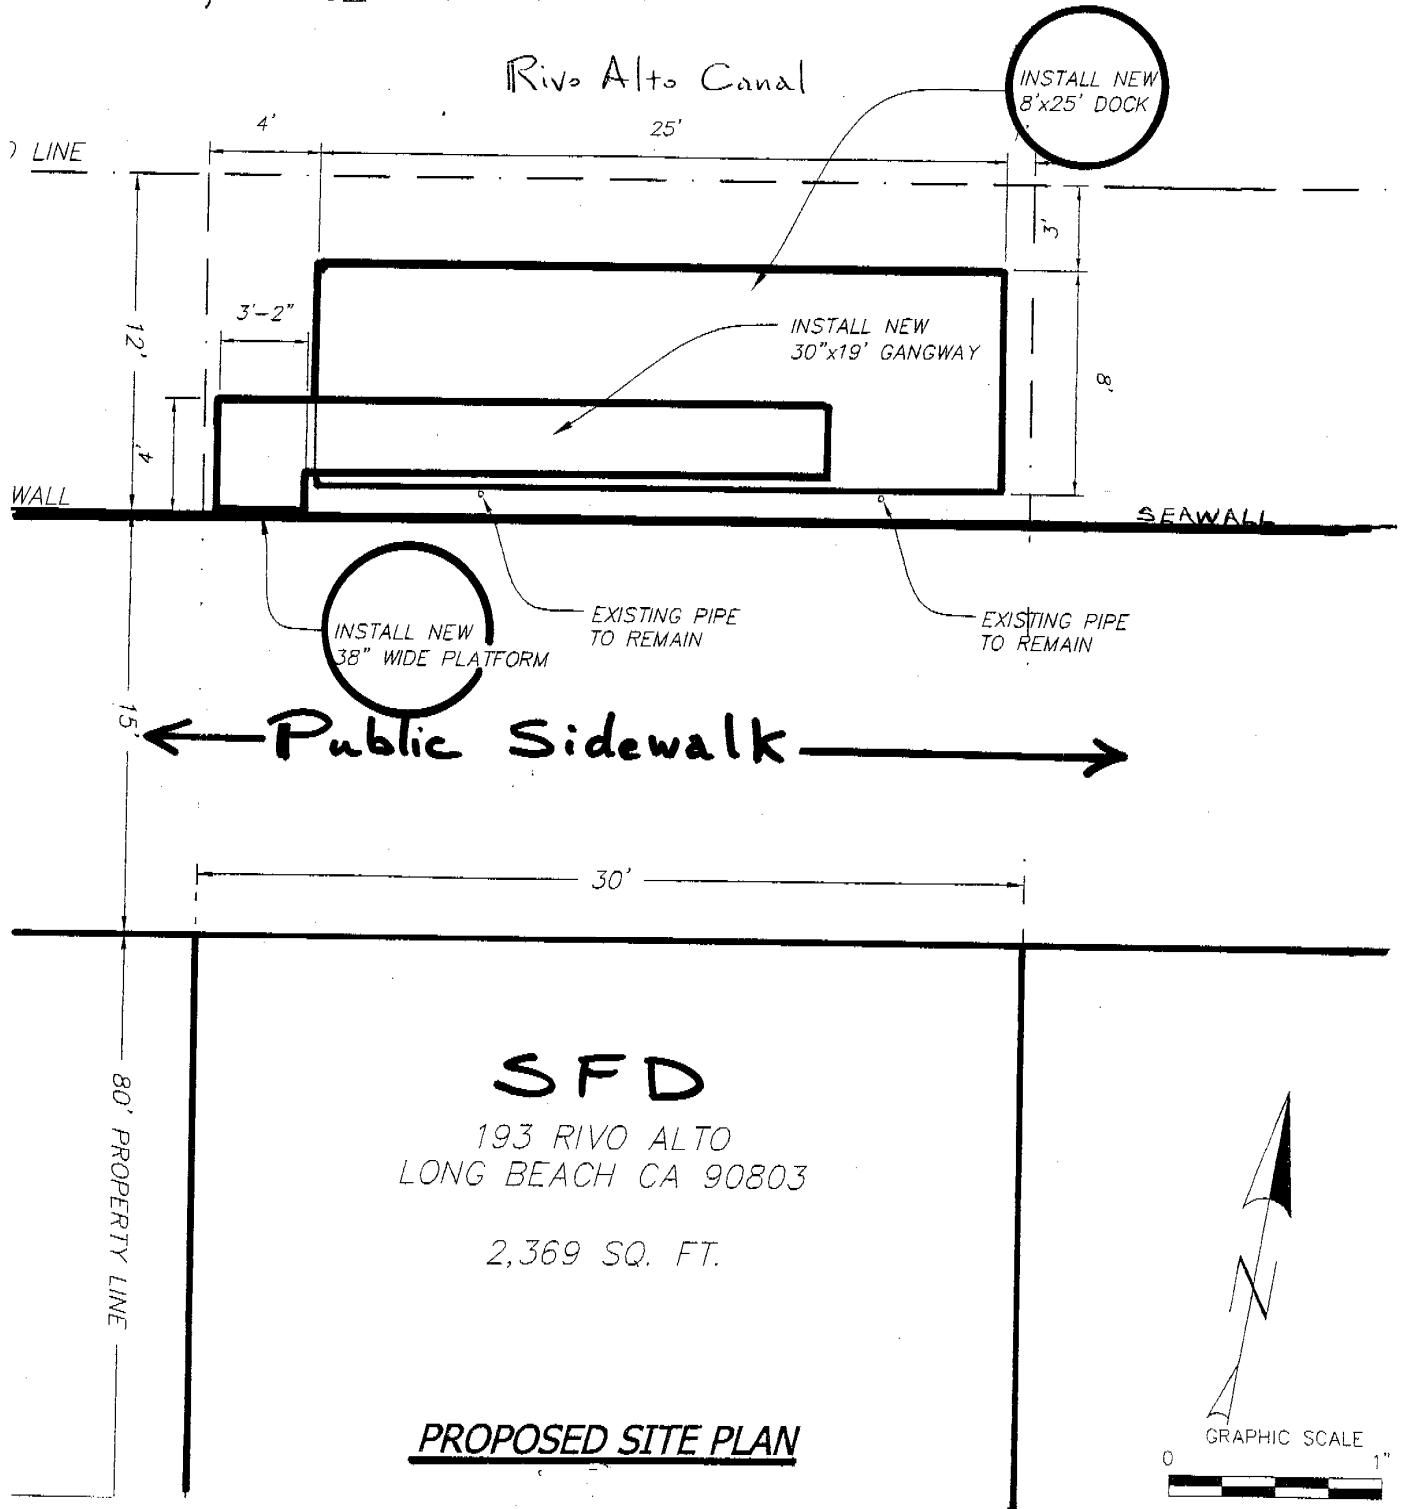 Rivo Alto Canal
INSTALL NEW
8'x25' DOCK
4'
25'
LINE
3'
12'
3'-2"
INSTALL NEW
30"x19' GANGWAY
8'
4'
WALL
SEAWALL
INSTALL NEW
38" WIDE PLATFORM
EXISTING PIPE
TO REMAIN
EXISTING PIPE
TO REMAIN
15'
Public Sidewalk
30'
SFD
193 RIVO ALTO
LONG BEACH CA 90803
2,369 SQ. FT.
80' PROPERTY LINE
N
PROPOSED SITE PLAN
GRAPHIC SCALE
0 1"